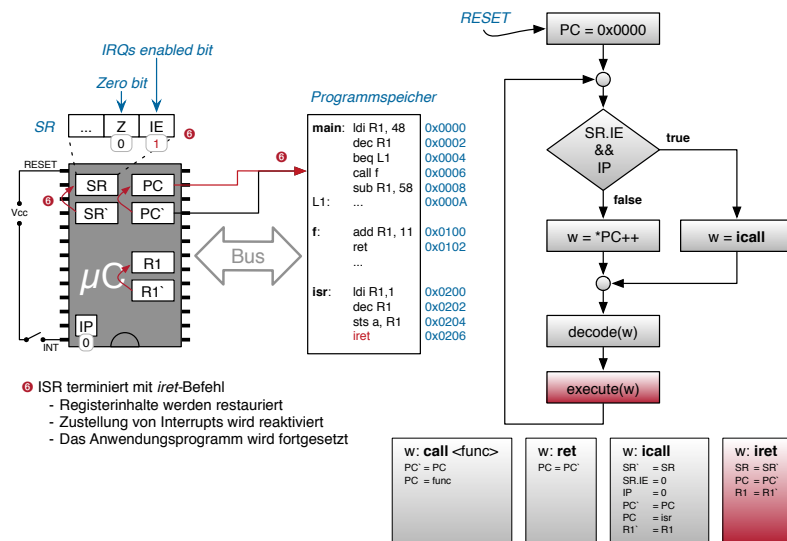 IRQs enabled bit
Zero bit
SR
... Z IE
0 1
❻
RESET
Vcc
SR PC
❻
SR` PC`
❻
µC
R1
R1`
IP
0
INT
Bus
Programmspeicher
main: ldi R1, 48 0x0000
dec R1 0x0002
beq L1 0x0004
call f 0x0006
sub R1, 58 0x0008
L1: ... 0x000A
f: add R1, 11 0x0100
ret 0x0102
...
isr: ldi R1,1 0x0200
dec R1 0x0202
sts a, R1 0x0204
iret 0x0206
RESET
PC = 0x0000
SR.IE
&&
IP
true
false
w = *PC++
w = icall
decode(w)
execute(w)
❻ ISR terminiert mit iret-Befehl
- Registerinhalte werden restauriert
- Zustellung von Interrupts wird reaktiviert
- Das Anwendungsprogramm wird fortgesetzt
w: call <func>
PC` = PC
PC = func
w: ret
PC = PC`
w: icall
SR` = SR
SR.IE = 0
IP = 0
PC` = PC
PC = isr
R1` = R1
w: iret
SR = SR`
PC = PC`
R1 = R1`